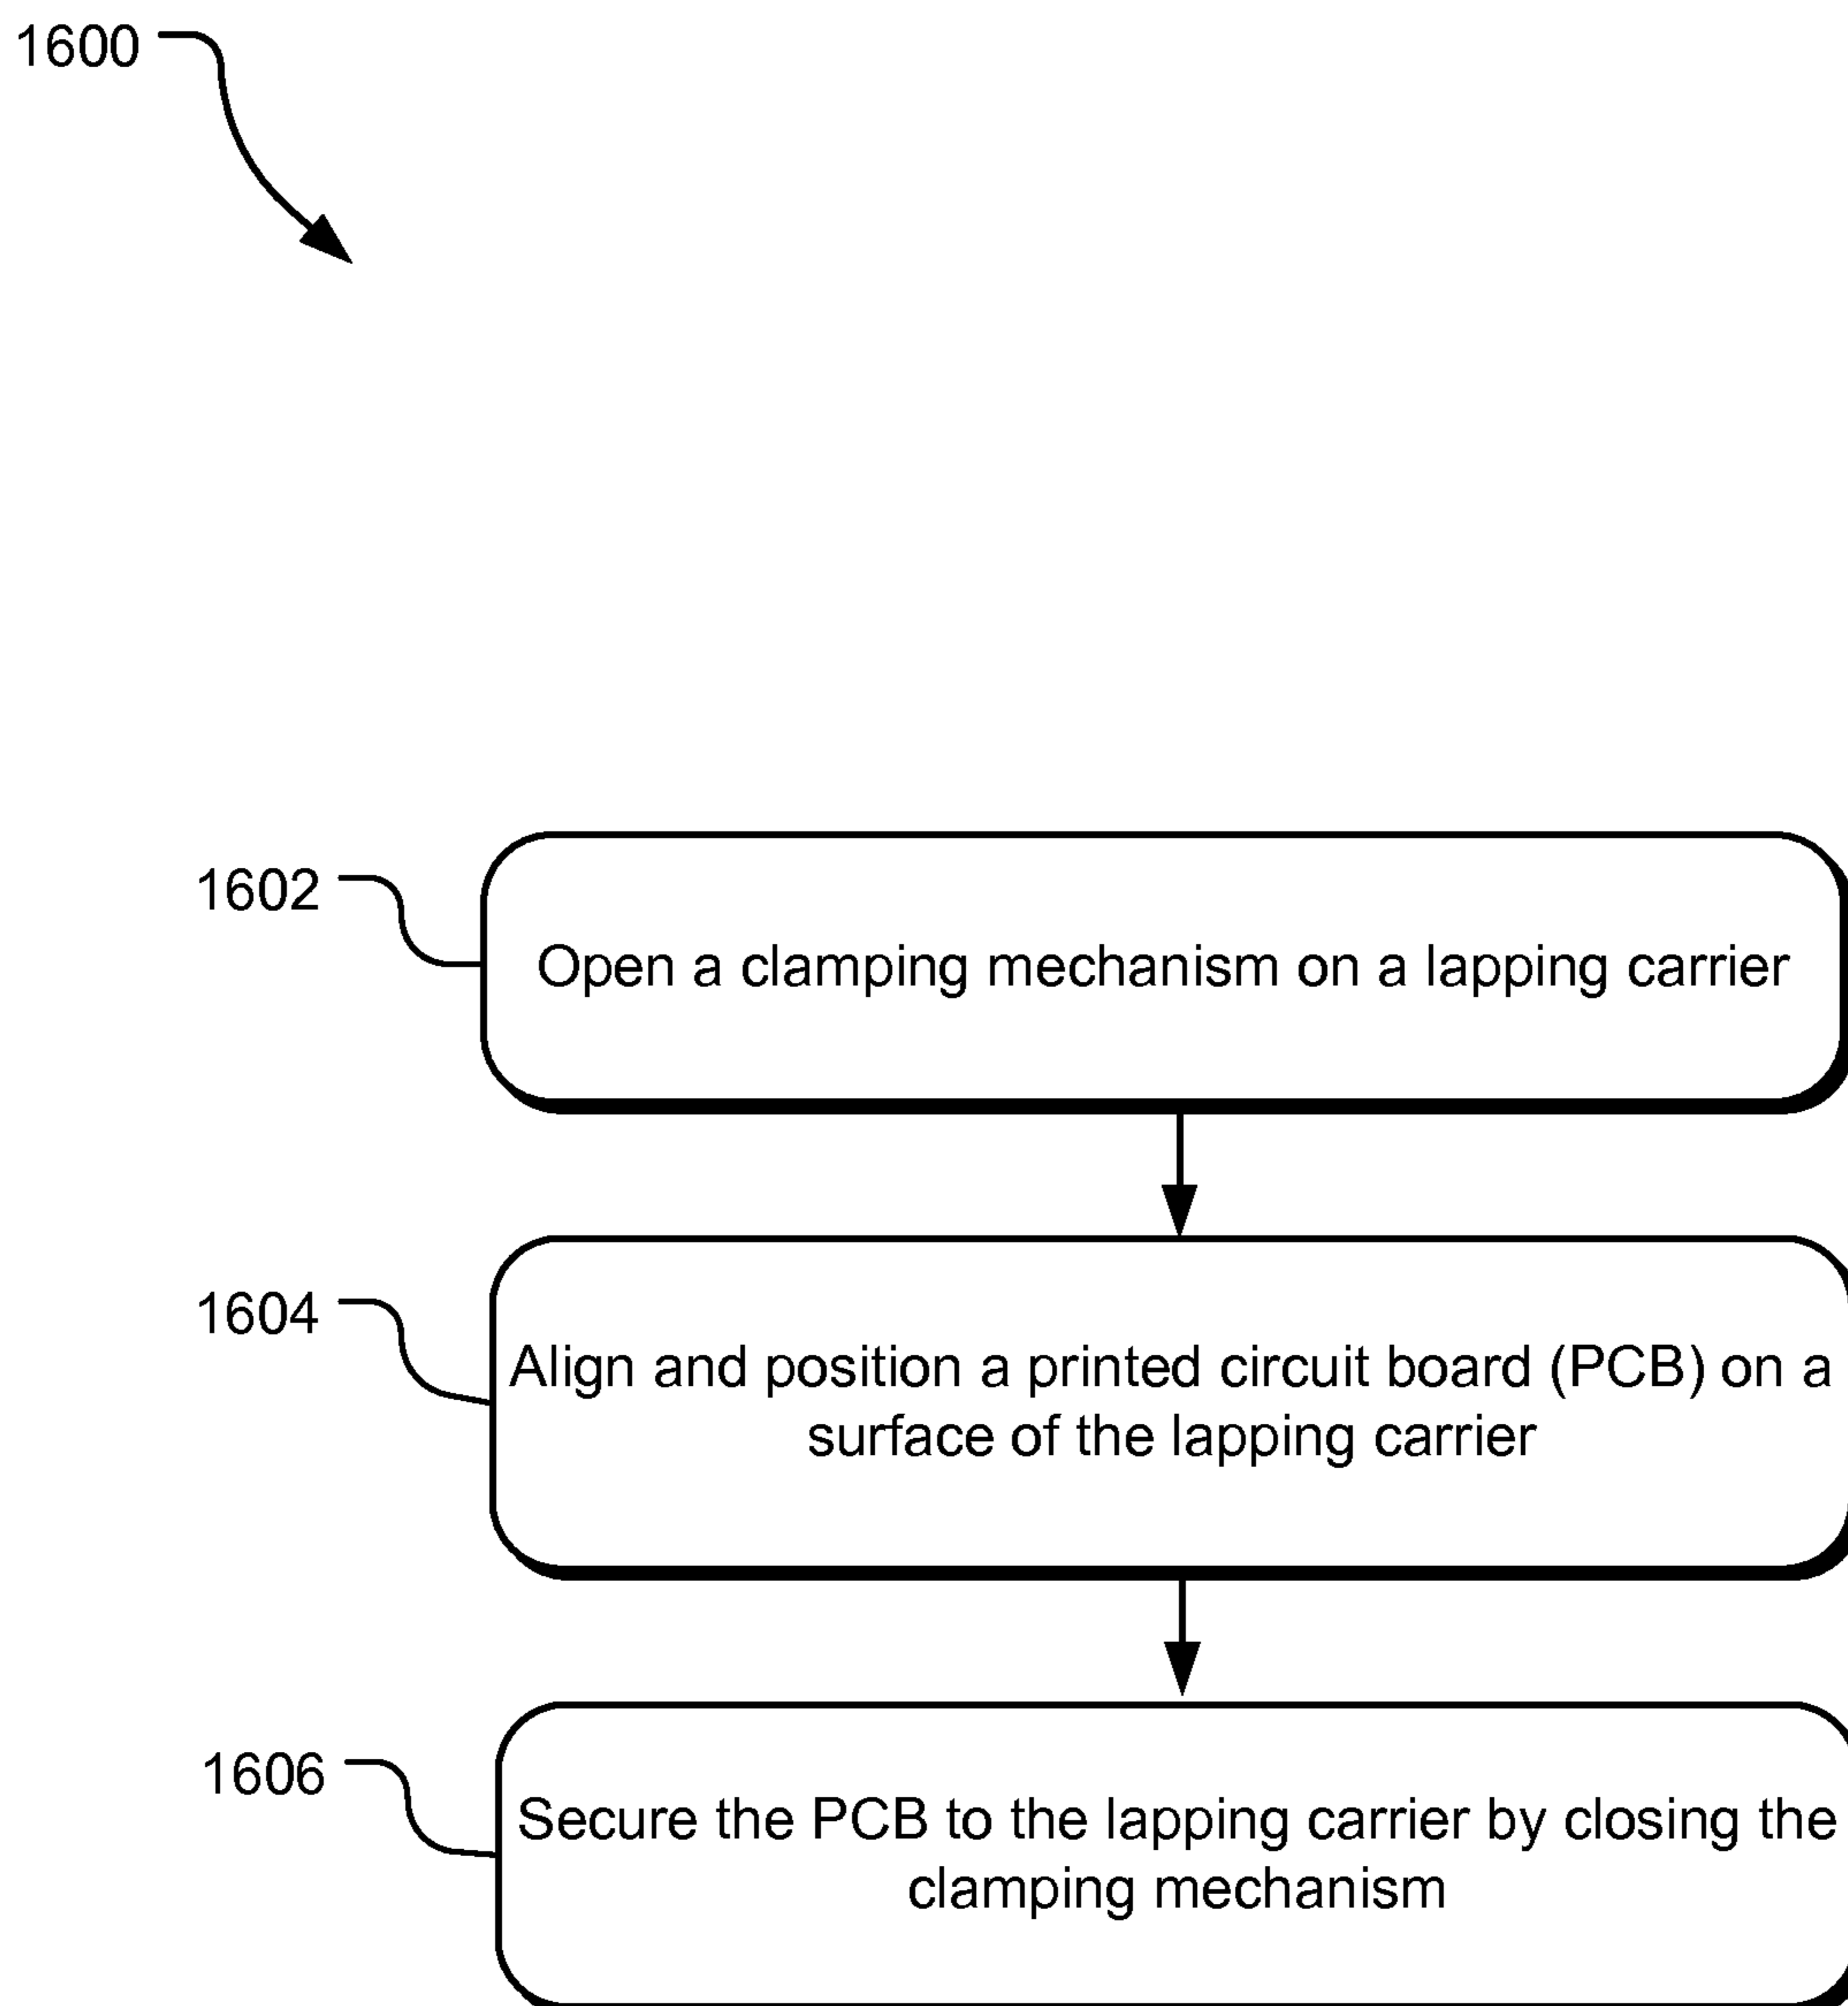 1600
1602
Open a clamping mechanism on a lapping carrier
1604
Align and position a printed circuit board (PCB) on a
surface of the lapping carrier
1606
Secure the PCB to the lapping carrier by closing the
clamping mechanism